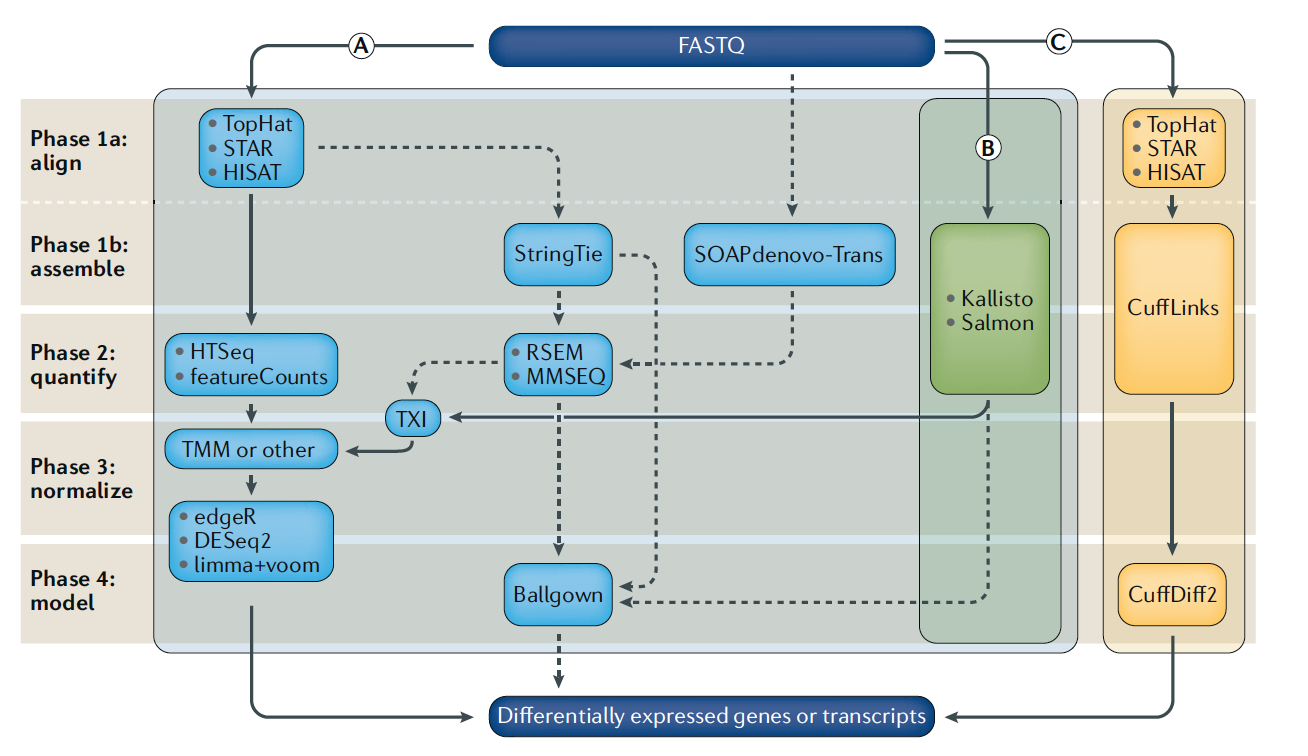 FASTQ
A
C
Phase 1a:
align
• TopHat
• STAR
• HISAT
B
• TopHat
• STAR
• HISAT
Phase 1b:
assemble
StringTie
SOAPdenovo-Trans
• Kallisto
• Salmon
CuffLinks
Phase 2:
quantify
• HTSeq
• featureCounts
• RSEM
• MMSEQ
TXI
Phase 3:
normalize
TMM or other
• edgeR
• DESeq2
• limma+voom
Phase 4:
model
Ballgown
CuffDiff2
Differentially expressed genes or transcripts